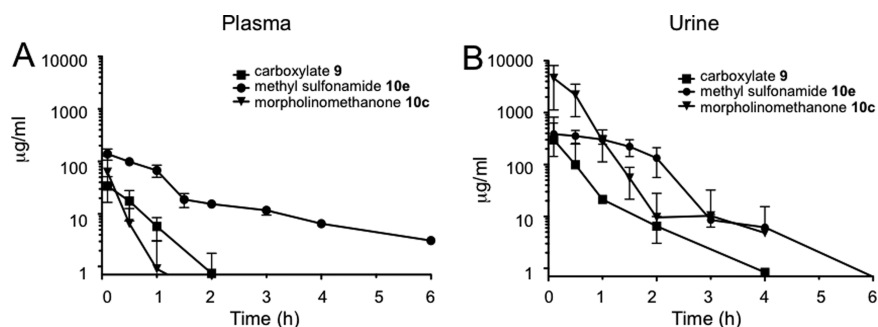 Plasma
A
10000
1000
100
10
1
µg/ml
carboxylate 9
methyl sulfonamide 10e
morpholinomethanone 10c
0 1 2 3 4 5 6
Time (h)
Urine
B
10000
1000
100
10
1
µg/ml
carboxylate 9
methyl sulfonamide 10e
morpholinomethanone 10c
0 1 2 3 4 5 6
Time (h)